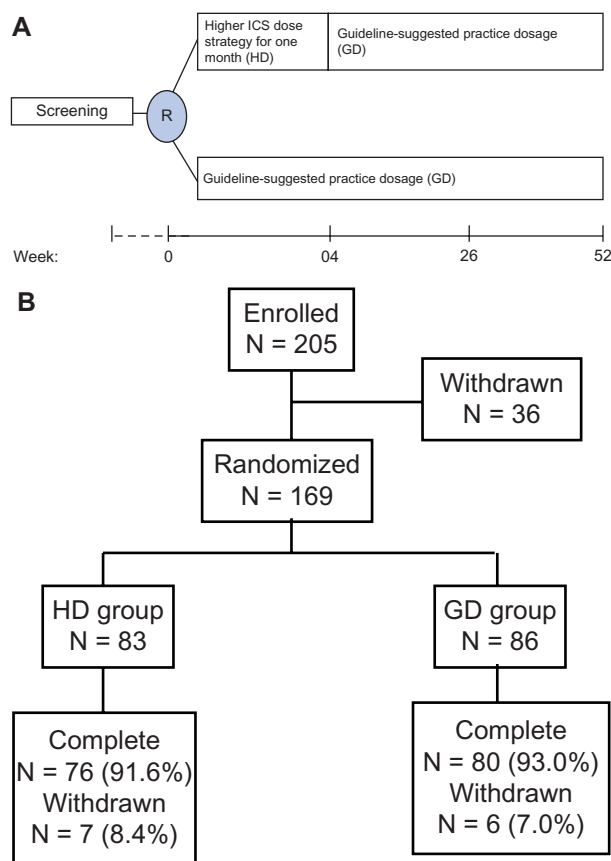 A
Higher ICS dose
strategy for one
month (HD)
Guideline-suggested practice dosage
(GD)
Screening
R
Guideline-suggested practice dosage (GD)
Week:
0
04
26
52
B
Enrolled
N = 205
Withdrawn
N = 36
Randomized
N = 169
HD group
N = 83
GD group
N = 86
Complete
N = 76 (91.6%)
Withdrawn
N = 7 (8.4%)
Complete
N = 80 (93.0%)
Withdrawn
N = 6 (7.0%)